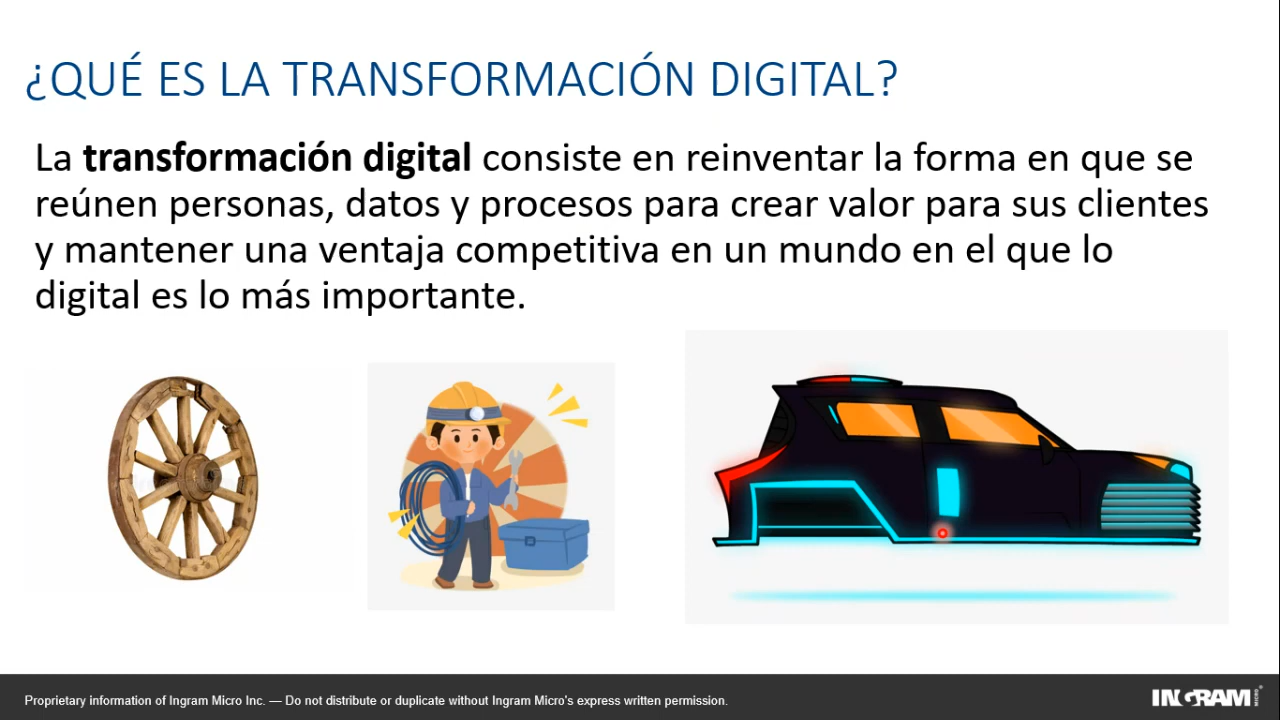 ¿QUÉ ES LA TRANSFORMACIÓN DIGITAL?
La transformación digital consiste en reinventar la forma en que se
reúnen personas, datos y procesos para crear valor para sus clientes
y mantener una ventaja competitiva en un mundo en el que lo
digital es lo más importante.
Proprietary information of Ingram Micro Inc. — Do not distribute or duplicate without Ingram Micro's express written permission.
INGRAM MICRO